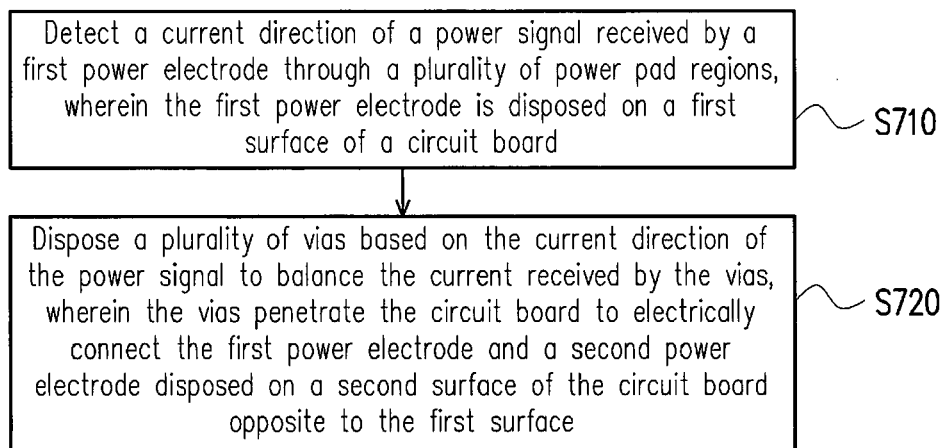 Detect a current direction of a power signal received by a
first power electrode through a plurality of power pad regions,
wherein the first power electrode is disposed on a first
surface of a circuit board
S710
Dispose a plurality of vias based on the current direction of
the power signal to balance the current received by the vias,
wherein the vias penetrate the circuit board to electrically
connect the first power electrode and a second power
electrode disposed on a second surface of the circuit board
opposite to the first surface
S720